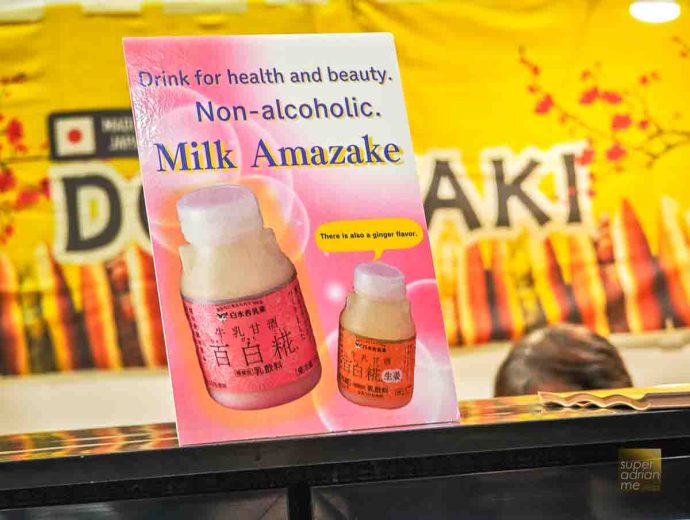 Drink for health and beauty.
Non-alcoholic.
Milk Amazake
There is also a ginger flavor.
牛乳甘酒
百白糀
乳飲料
牛乳甘酒
百白糀
生姜
乳飲料
AKI
super
adrian
me